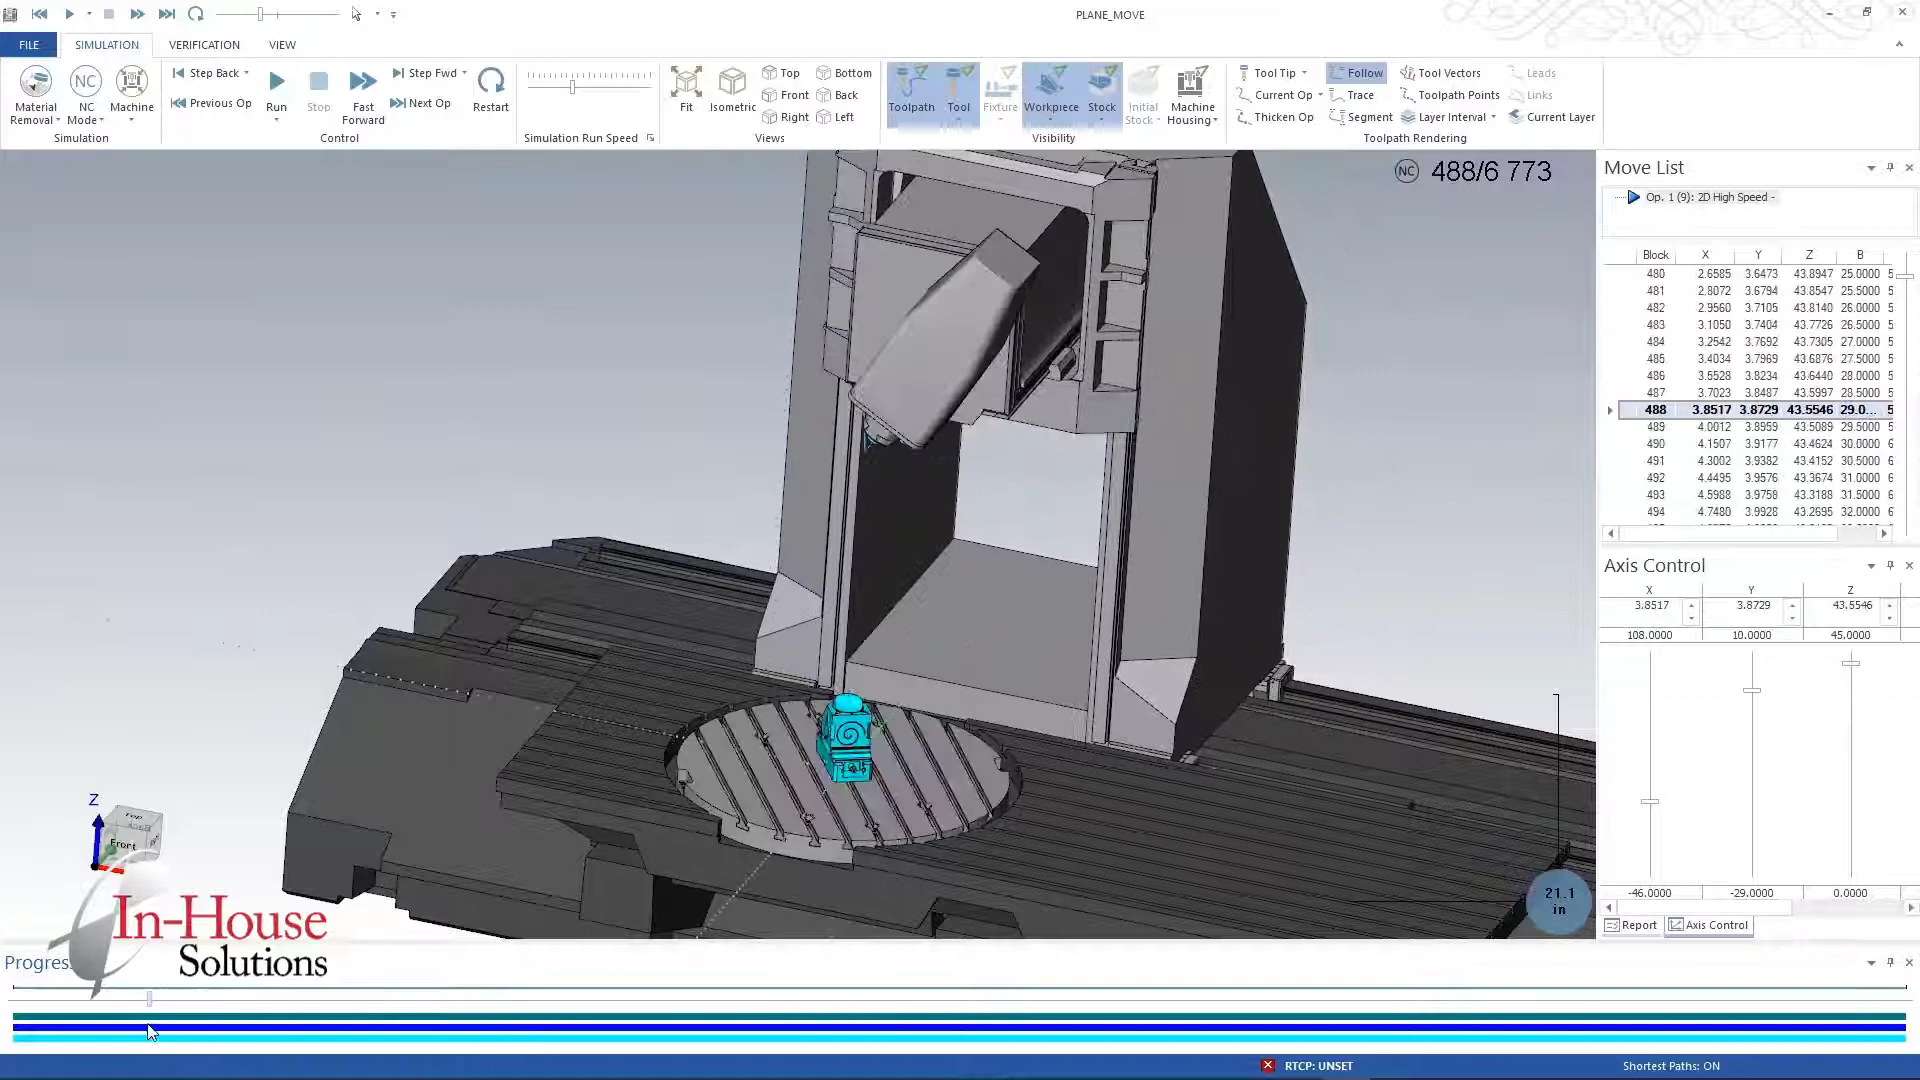 PLANE_MOVE
FILE SIMULATION VERIFICATION VIEW
Material Removal
NC Mode
Machine
Simulation
Step Back
Previous Op
Run
Stop
Fast Forward
Step Fwd
Next Op
Restart
Control
Simulation Run Speed
Fit
Isometric
Top
Front
Right
Bottom
Back
Left
Views
Toolpath
Tool
Fixture
Workpiece
Stock
Initial Stock
Machine Housing
Visibility
Tool Tip
Current Op
Thicken Op
Follow
Trace
Segment
Tool Vectors
Toolpath Points
Layer Interval
Leads
Links
Current Layer
Toolpath Rendering
NC 488/6 773
Move List
Op. 1 (9): 2D High Speed -
Block X Y Z B
480 2.6585 3.6473 43.8947 25.0000 5
481 2.8072 3.6794 43.8547 25.5000 5
482 2.9560 3.7105 43.8140 26.0000 5
483 3.1050 3.7404 43.7726 26.5000 5
484 3.2542 3.7692 43.7305 27.0000 5
485 3.4034 3.7969 43.6876 27.5000 5
486 3.5528 3.8234 43.6440 28.0000 5
487 3.7023 3.8487 43.5997 28.5000 5
488 3.8517 3.8729 43.5546 29.0... 5
489 4.0012 3.8959 43.5089 29.5000 5
490 4.1507 3.9177 43.4624 30.0000 6
491 4.3002 3.9382 43.4152 30.5000 6
492 4.4495 3.9576 43.3674 31.0000 6
493 4.5988 3.9758 43.3188 31.5000 6
494 4.7480 3.9928 43.2695 32.0000 6
Axis Control
X Y Z
3.8517 3.8729 43.5546
108.0000 10.0000 45.0000
-46.0000 -29.0000 0.0000
Report Axis Control
Z
Top
Front
21.1
in
In-House
Solutions
Progres
RTCP: UNSET
Shortest Paths: ON